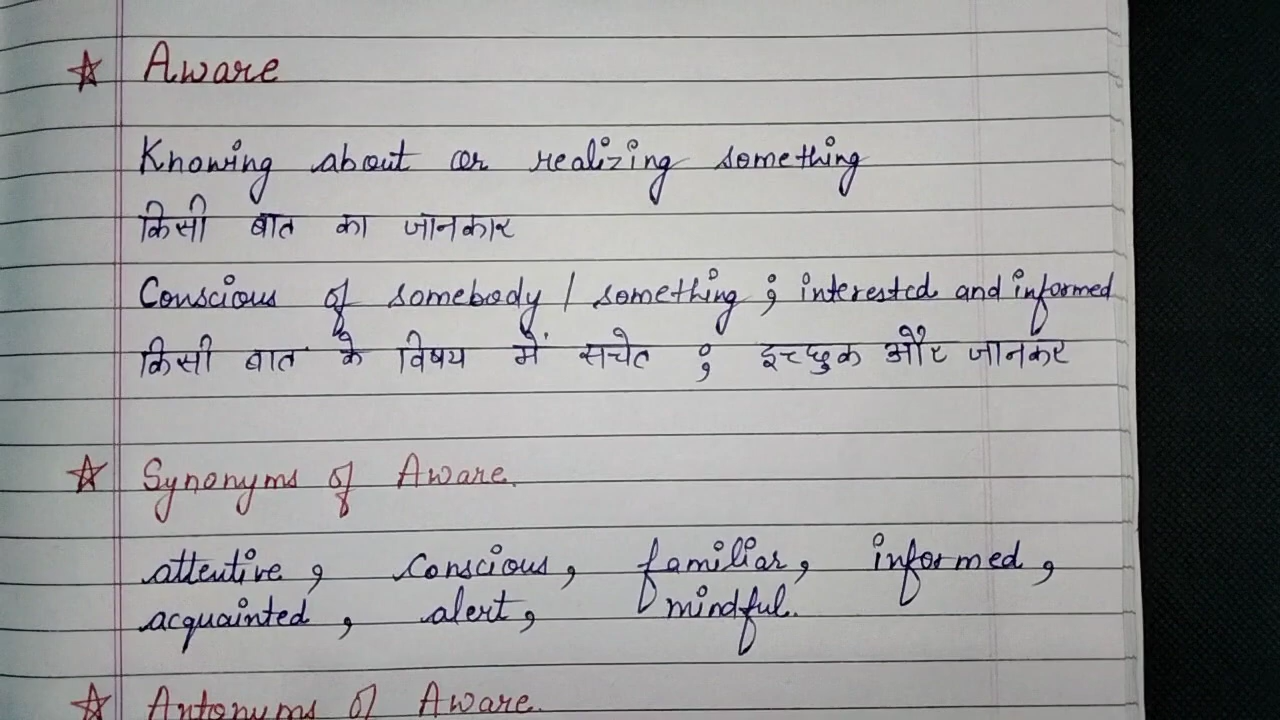 ☆ Aware
Knowing about or realizing something
किसी बात का जानकार
Conscious of somebody / something ; interested and informed
किसी बात के विषय में सचेत ; इच्छुक और जानकर
☆ Synonyms of Aware.
attentive, conscious, familiar, informed,
acquainted, alert, mindful.
☆ Antonyms of Aware.